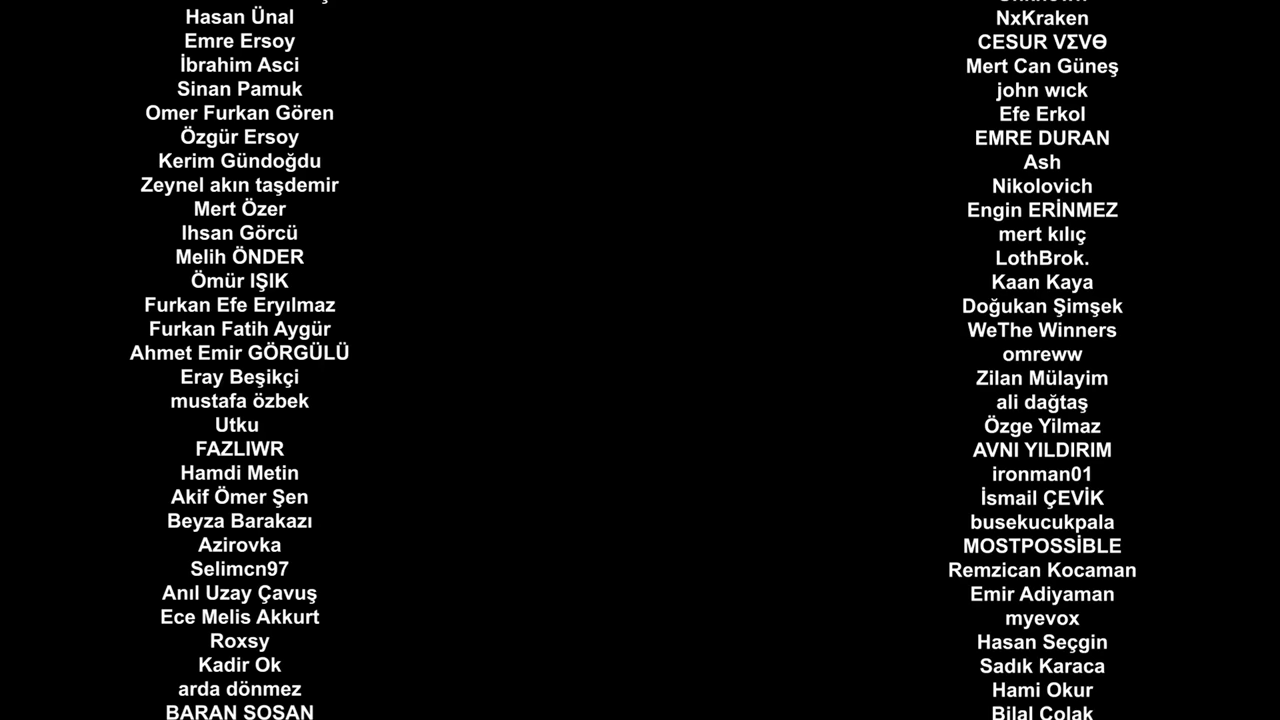 Hasan Ünal
Emre Ersoy
İbrahim Asci
Sinan Pamuk
Omer Furkan Gören
Özgür Ersoy
Kerim Gündoğdu
Zeynel akın taşdemir
Mert Özer
Ihsan Görcü
Melih ÖNDER
Ömür IŞIK
Furkan Efe Eryılmaz
Furkan Fatih Aygür
Ahmet Emir GÖRGÜLÜ
Eray Beşikçi
mustafa özbek
Utku
FAZLIWR
Hamdi Metin
Akif Ömer Şen
Beyza Barakazı
Azirovka
Selimcn97
Anıl Uzay Çavuş
Ece Melis Akkurt
Roxsy
Kadir Ok
arda dönmez
BARAN SOSAN
NxKraken
CESUR VΣVӨ
Mert Can Güneş
john wıck
Efe Erkol
EMRE DURAN
Ash
Nikolovich
Engin ERİNMEZ
mert kılıç
LothBrok.
Kaan Kaya
Doğukan Şimşek
WeThe Winners
omreww
Zilan Mülayim
ali dağtaş
Özge Yilmaz
AVNI YILDIRIM
ironman01
İsmail ÇEVİK
busekucukpala
MOSTPOSSİBLE
Remzican Kocaman
Emir Adiyaman
myevox
Hasan Seçgin
Sadık Karaca
Hami Okur
Bilal Çolak